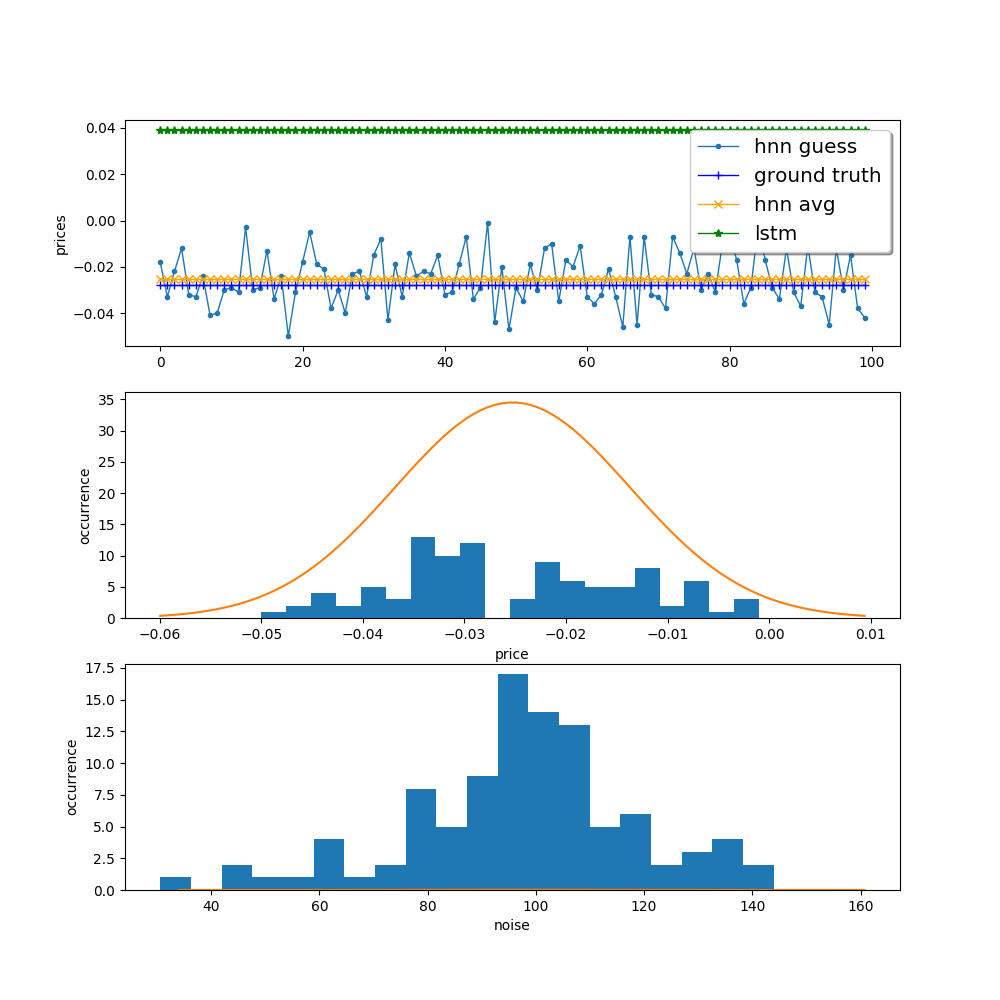 prices
0.04
0.02
0.00
−0.02
−0.04
hnn guess
ground truth
hnn avg
lstm
0 20 40 60 80 100
occurrence
35
30
25
20
15
10
5
0
−0.06 −0.05 −0.04 −0.03 −0.02 −0.01 0.00 0.01
price
occurrence
17.5
15.0
12.5
10.0
7.5
5.0
2.5
0.0
40 60 80 100 120 140 160
noise